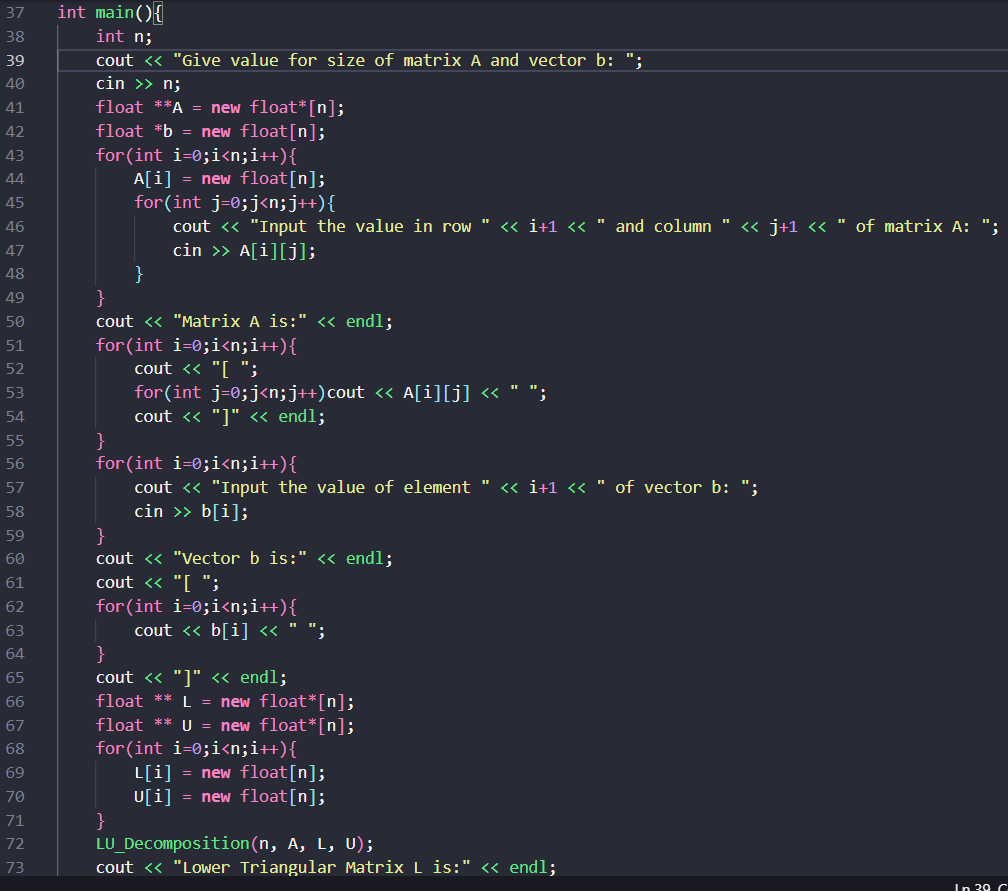 37 int main(){
38 int n;
39 cout << "Give value for size of matrix A and vector b: ";
40 cin >> n;
41 float **A = new float*[n];
42 float *b = new float[n];
43 for(int i=0;i<n;i++){
44 A[i] = new float[n];
45 for(int j=0;j<n;j++){
46 cout << "Input the value in row " << i+1 << " and column " << j+1 << " of matrix A: ";
47 cin >> A[i][j];
48 }
49 }
50 cout << "Matrix A is:" << endl;
51 for(int i=0;i<n;i++){
52 cout << "[ ";
53 for(int j=0;j<n;j++)cout << A[i][j] << " ";
54 cout << "]" << endl;
55 }
56 for(int i=0;i<n;i++){
57 cout << "Input the value of element " << i+1 << " of vector b: ";
58 cin >> b[i];
59 }
60 cout << "Vector b is:" << endl;
61 cout << "[ ";
62 for(int i=0;i<n;i++){
63 cout << b[i] << " ";
64 }
65 cout << "]" << endl;
66 float ** L = new float*[n];
67 float ** U = new float*[n];
68 for(int i=0;i<n;i++){
69 L[i] = new float[n];
70 U[i] = new float[n];
71 }
72 LU_Decomposition(n, A, L, U);
73 cout << "Lower Triangular Matrix L is:" << endl;